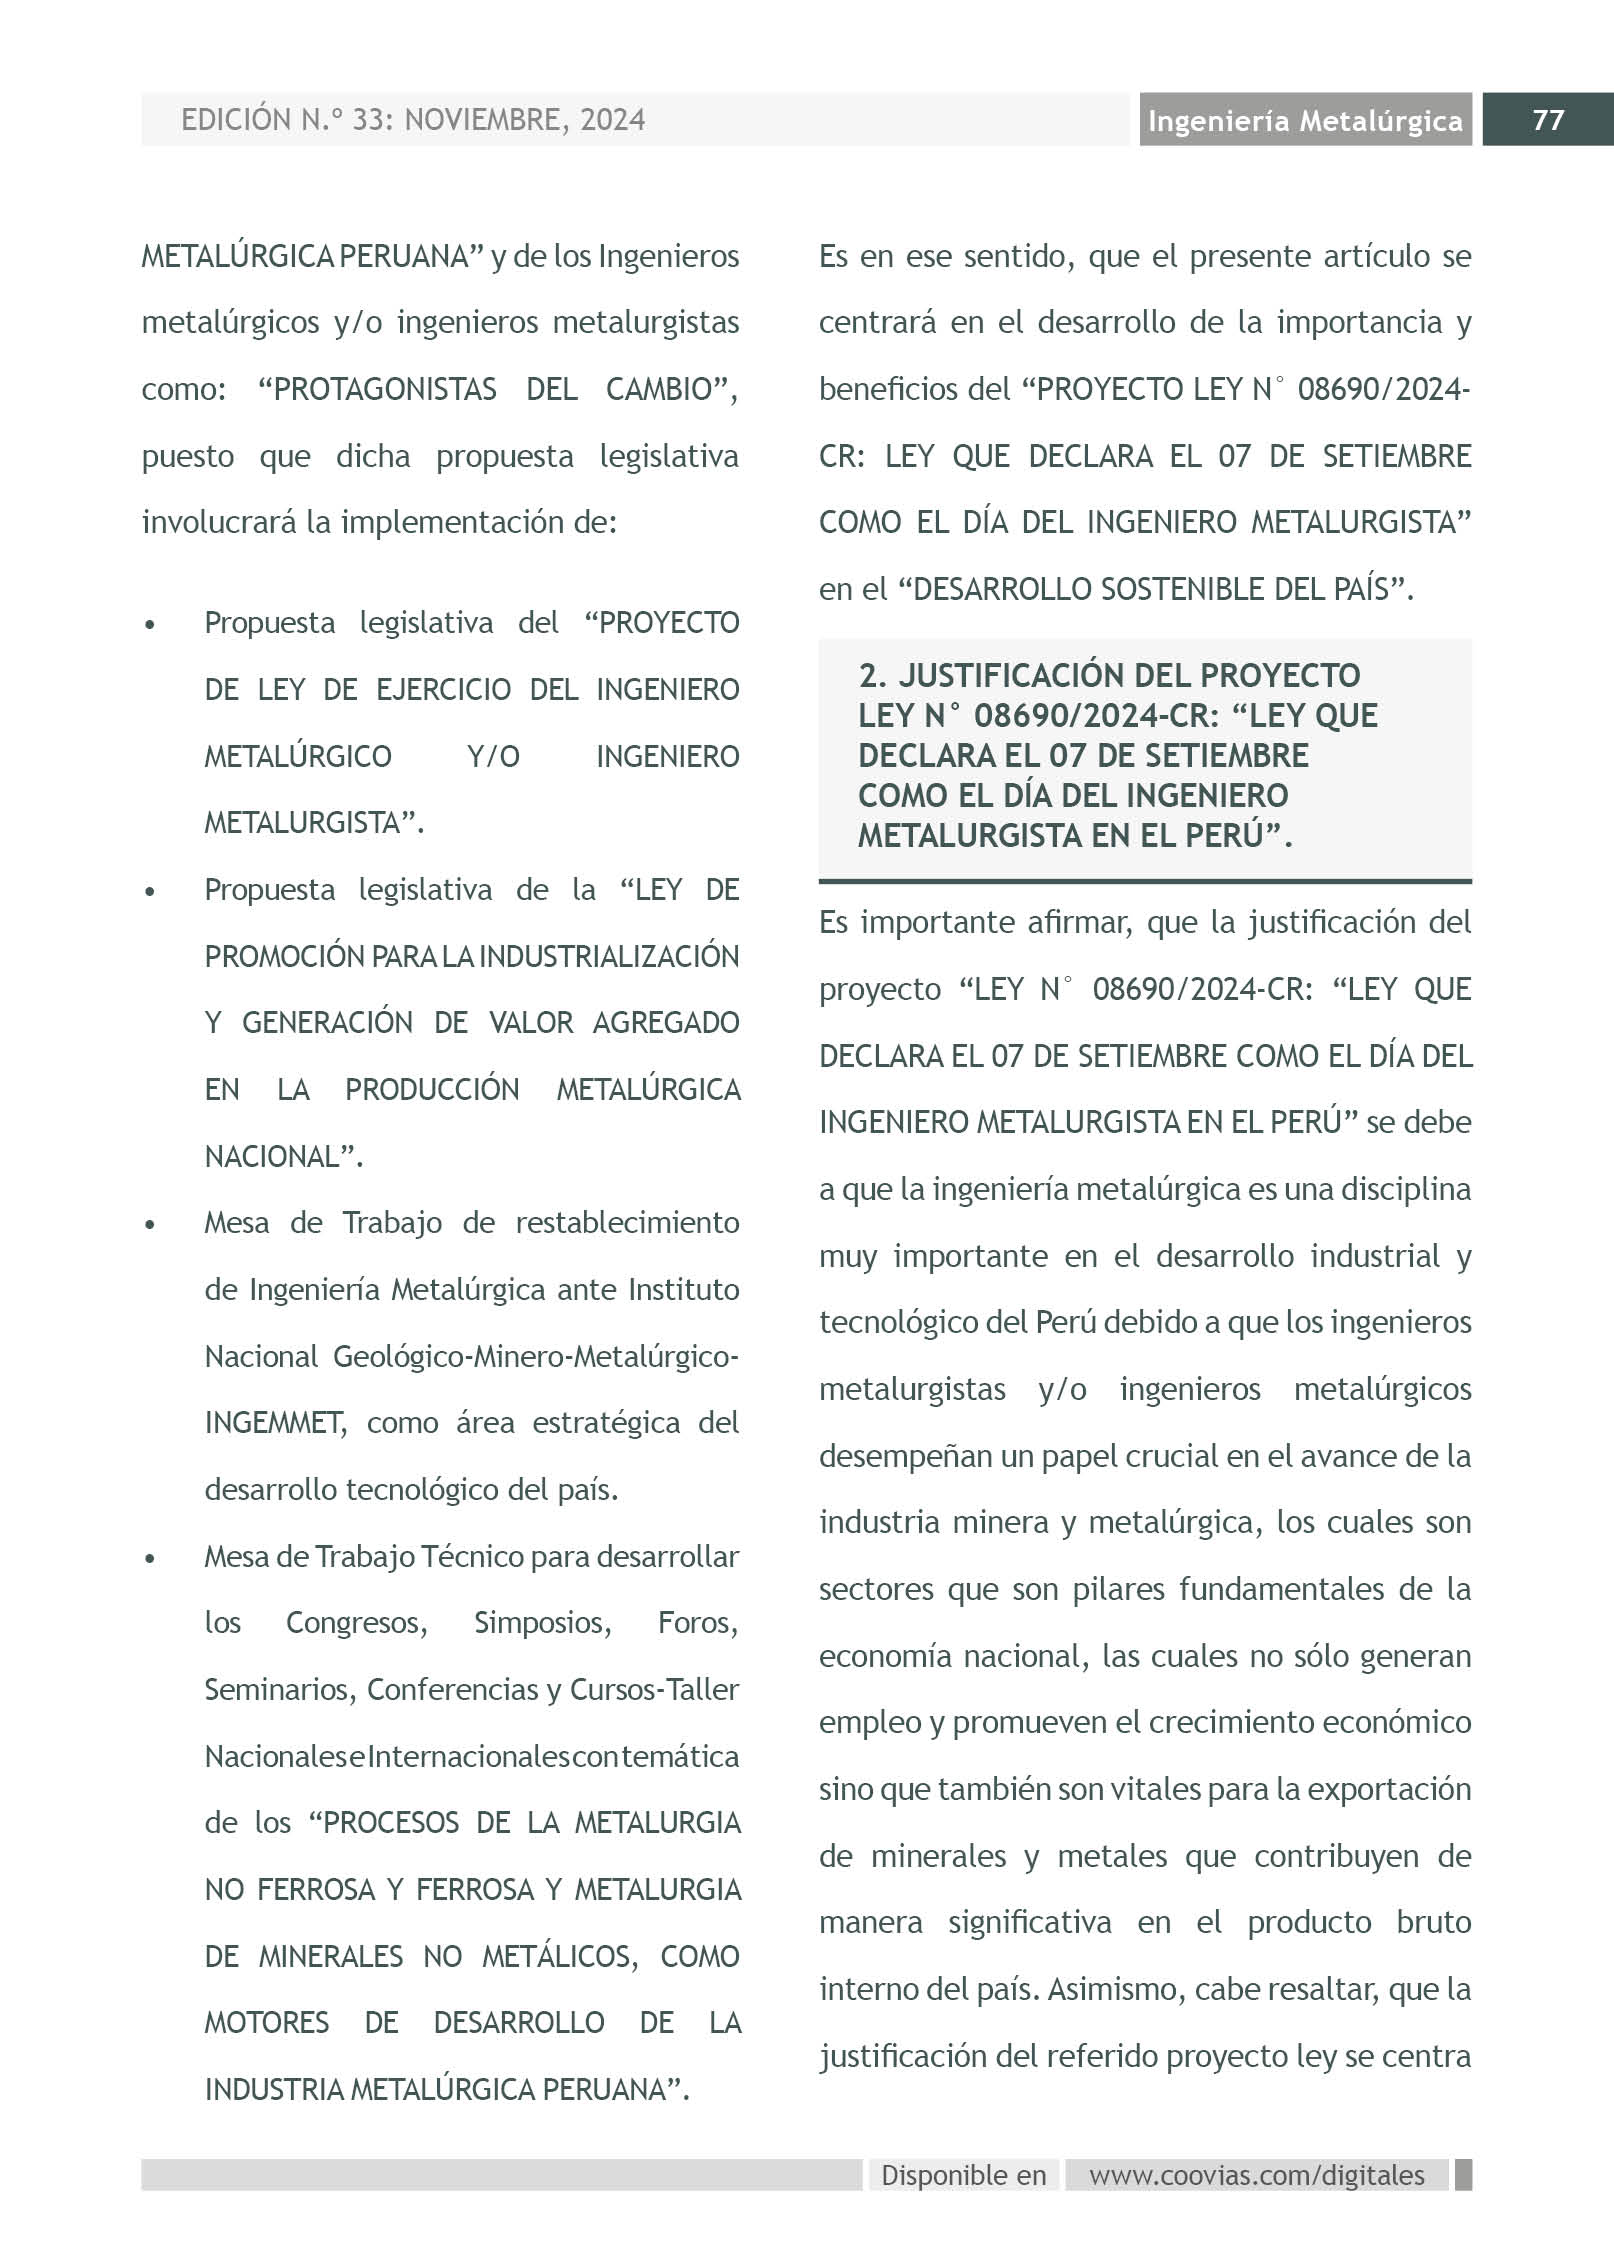 EDICIÓN N.º 33: NOVIEMBRE, 2024
Ingeniería Metalúrgica
77
METALÚRGICA PERUANA” y de los Ingenieros
metalúrgicos y/o ingenieros metalurgistas
como: “PROTAGONISTAS DEL CAMBIO”,
puesto que dicha propuesta legislativa
involucrará la implementación de:
• Propuesta legislativa del “PROYECTO
DE LEY DE EJERCICIO DEL INGENIERO
METALÚRGICO Y/O INGENIERO
METALURGISTA”.
• Propuesta legislativa de la “LEY DE
PROMOCIÓN PARA LA INDUSTRIALIZACIÓN
Y GENERACIÓN DE VALOR AGREGADO
EN LA PRODUCCIÓN METALÚRGICA
NACIONAL”.
• Mesa de Trabajo de restablecimiento
de Ingeniería Metalúrgica ante Instituto
Nacional Geológico-Minero-Metalúrgico-
INGEMMET, como área estratégica del
desarrollo tecnológico del país.
• Mesa de Trabajo Técnico para desarrollar
los Congresos, Simposios, Foros,
Seminarios, Conferencias y Cursos-Taller
Nacionales e Internacionales con temática
de los “PROCESOS DE LA METALURGIA
NO FERROSA Y FERROSA Y METALURGIA
DE MINERALES NO METÁLICOS, COMO
MOTORES DE DESARROLLO DE LA
INDUSTRIA METALÚRGICA PERUANA”.
Es en ese sentido, que el presente artículo se
centrará en el desarrollo de la importancia y
beneficios del “PROYECTO LEY N° 08690/2024-
CR: LEY QUE DECLARA EL 07 DE SETIEMBRE
COMO EL DÍA DEL INGENIERO METALURGISTA”
en el “DESARROLLO SOSTENIBLE DEL PAÍS”.
2. JUSTIFICACIÓN DEL PROYECTO
LEY N° 08690/2024-CR: “LEY QUE
DECLARA EL 07 DE SETIEMBRE
COMO EL DÍA DEL INGENIERO
METALURGISTA EN EL PERÚ”.
Es importante afirmar, que la justificación del
proyecto “LEY N° 08690/2024-CR: “LEY QUE
DECLARA EL 07 DE SETIEMBRE COMO EL DÍA DEL
INGENIERO METALURGISTA EN EL PERÚ” se debe
a que la ingeniería metalúrgica es una disciplina
muy importante en el desarrollo industrial y
tecnológico del Perú debido a que los ingenieros
metalurgistas y/o ingenieros metalúrgicos
desempeñan un papel crucial en el avance de la
industria minera y metalúrgica, los cuales son
sectores que son pilares fundamentales de la
economía nacional, las cuales no sólo generan
empleo y promueven el crecimiento económico
sino que también son vitales para la exportación
de minerales y metales que contribuyen de
manera significativa en el producto bruto
interno del país. Asimismo, cabe resaltar, que la
justificación del referido proyecto ley se centra
Disponible en
www.coovias.com/digitales